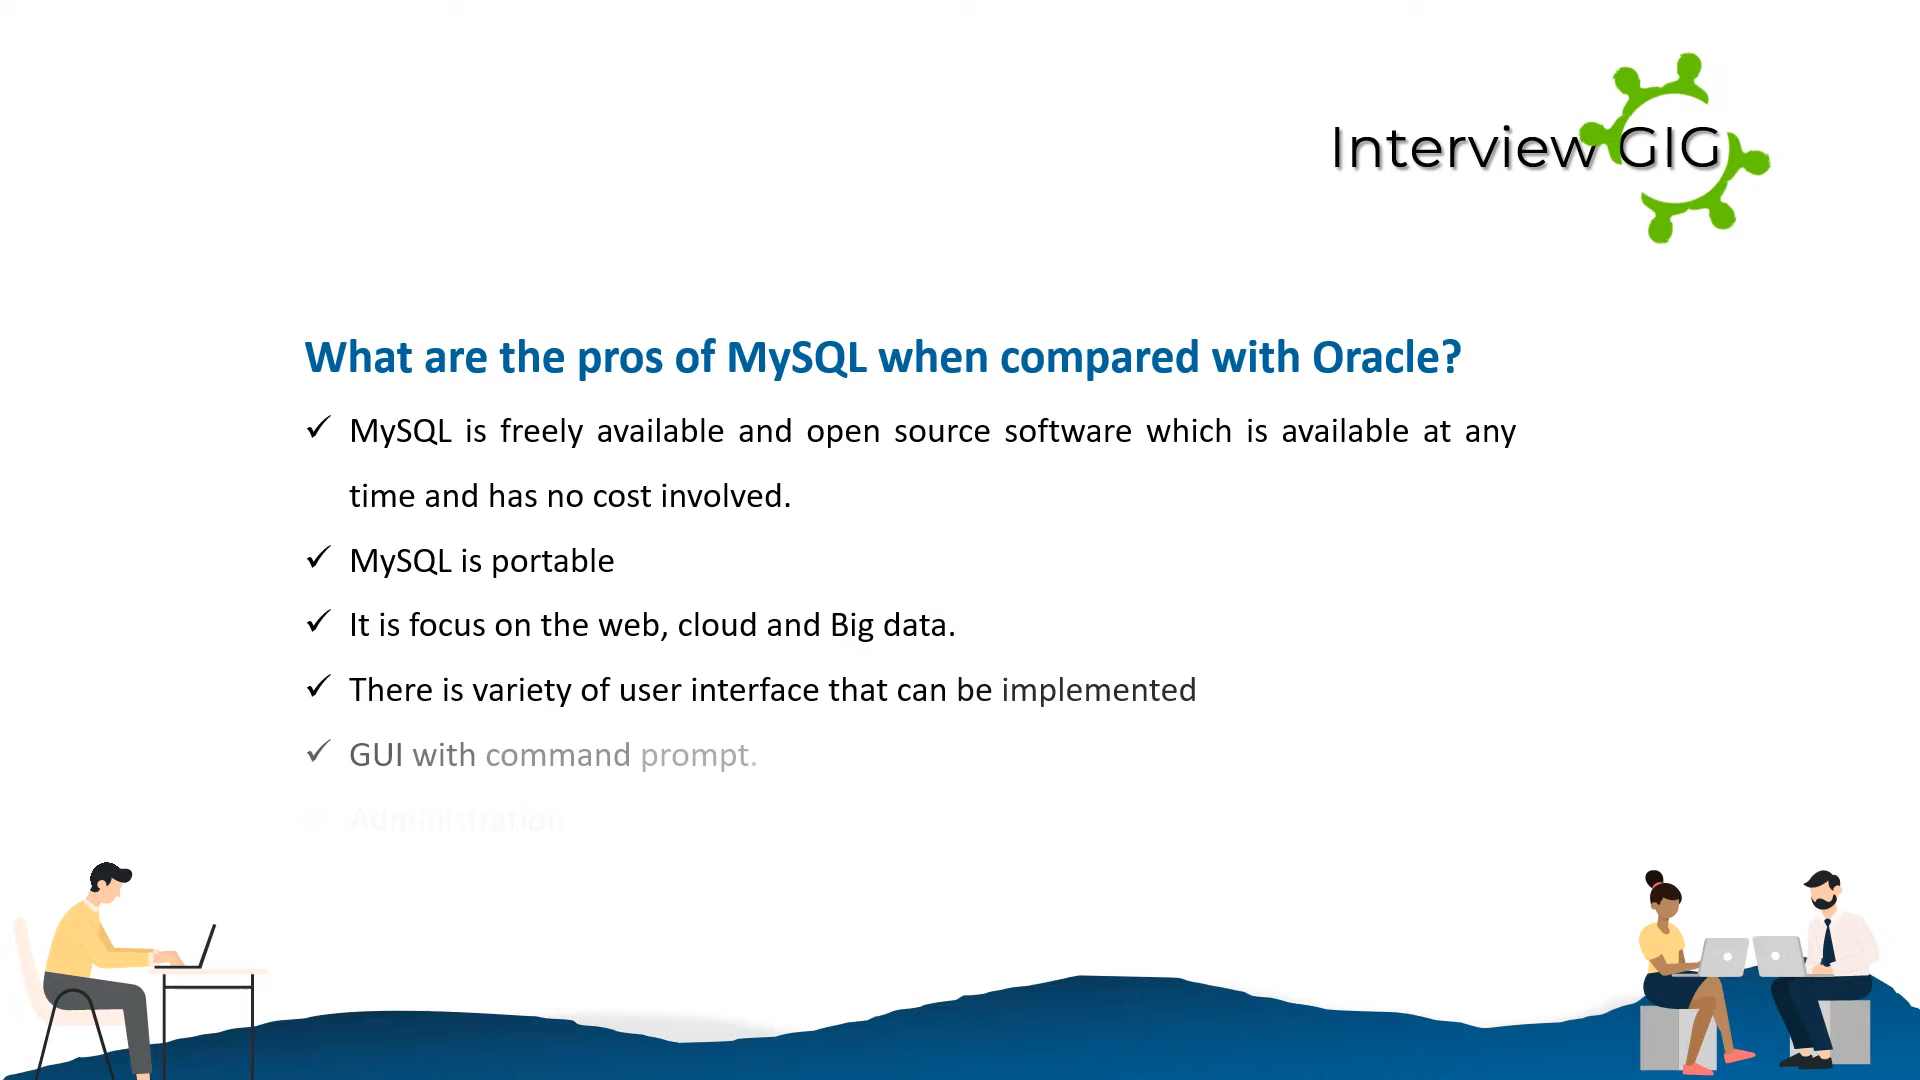 Interview GIG
What are the pros of MySQL when compared with Oracle?
✓ MySQL is freely available and open source software which is available at any
time and has no cost involved.
✓ MySQL is portable
✓ It is focus on the web, cloud and Big data.
✓ There is variety of user interface that can be implemented
✓ GUI with command prompt.
✓ Administration